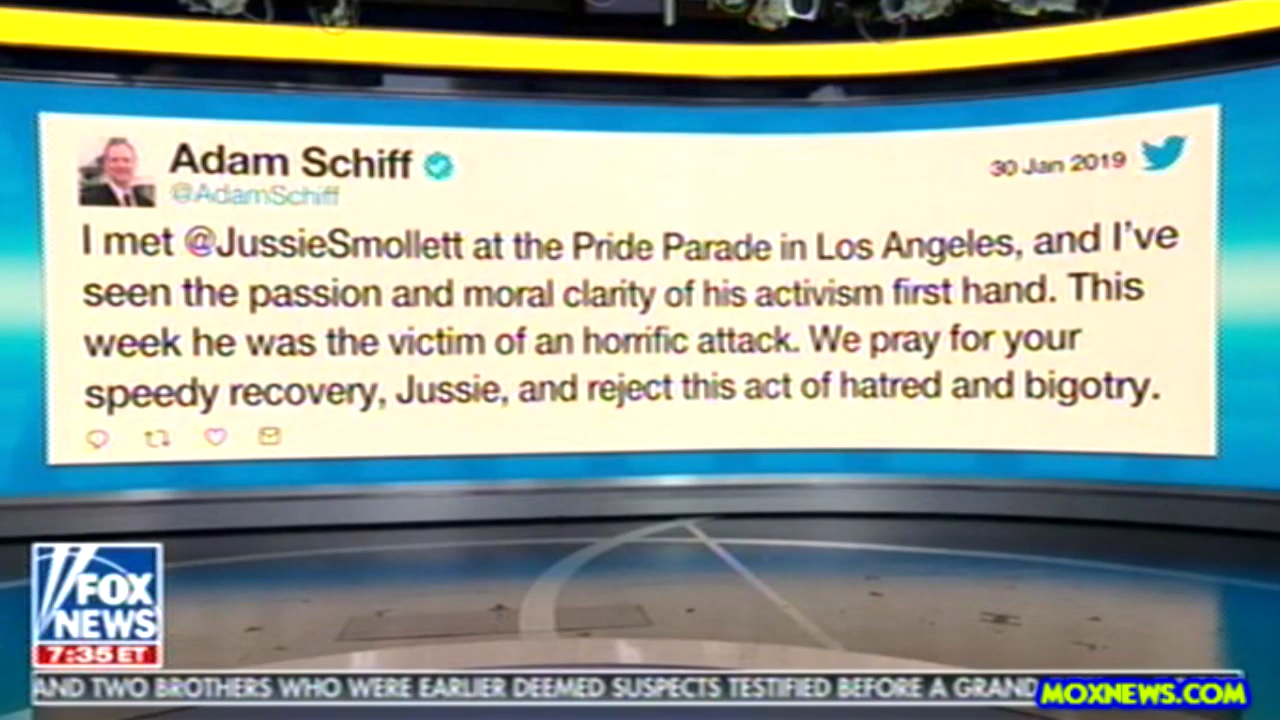 Adam Schiff
30 Jan 2019
@AdamSchiff
I met @JussieSmollett at the Pride Parade in Los Angeles, and I've
seen the passion and moral clarity of his activism first hand. This
week he was the victim of an horrific attack. We pray for your
speedy recovery, Jussie, and reject this act of hatred and bigotry.
FOX
NEWS
7:35 ET
AND TWO BROTHERS WHO WERE EARLIER DEEMED SUSPECTS TESTIFIED BEFORE A GRAND
MOXNEWS.COM